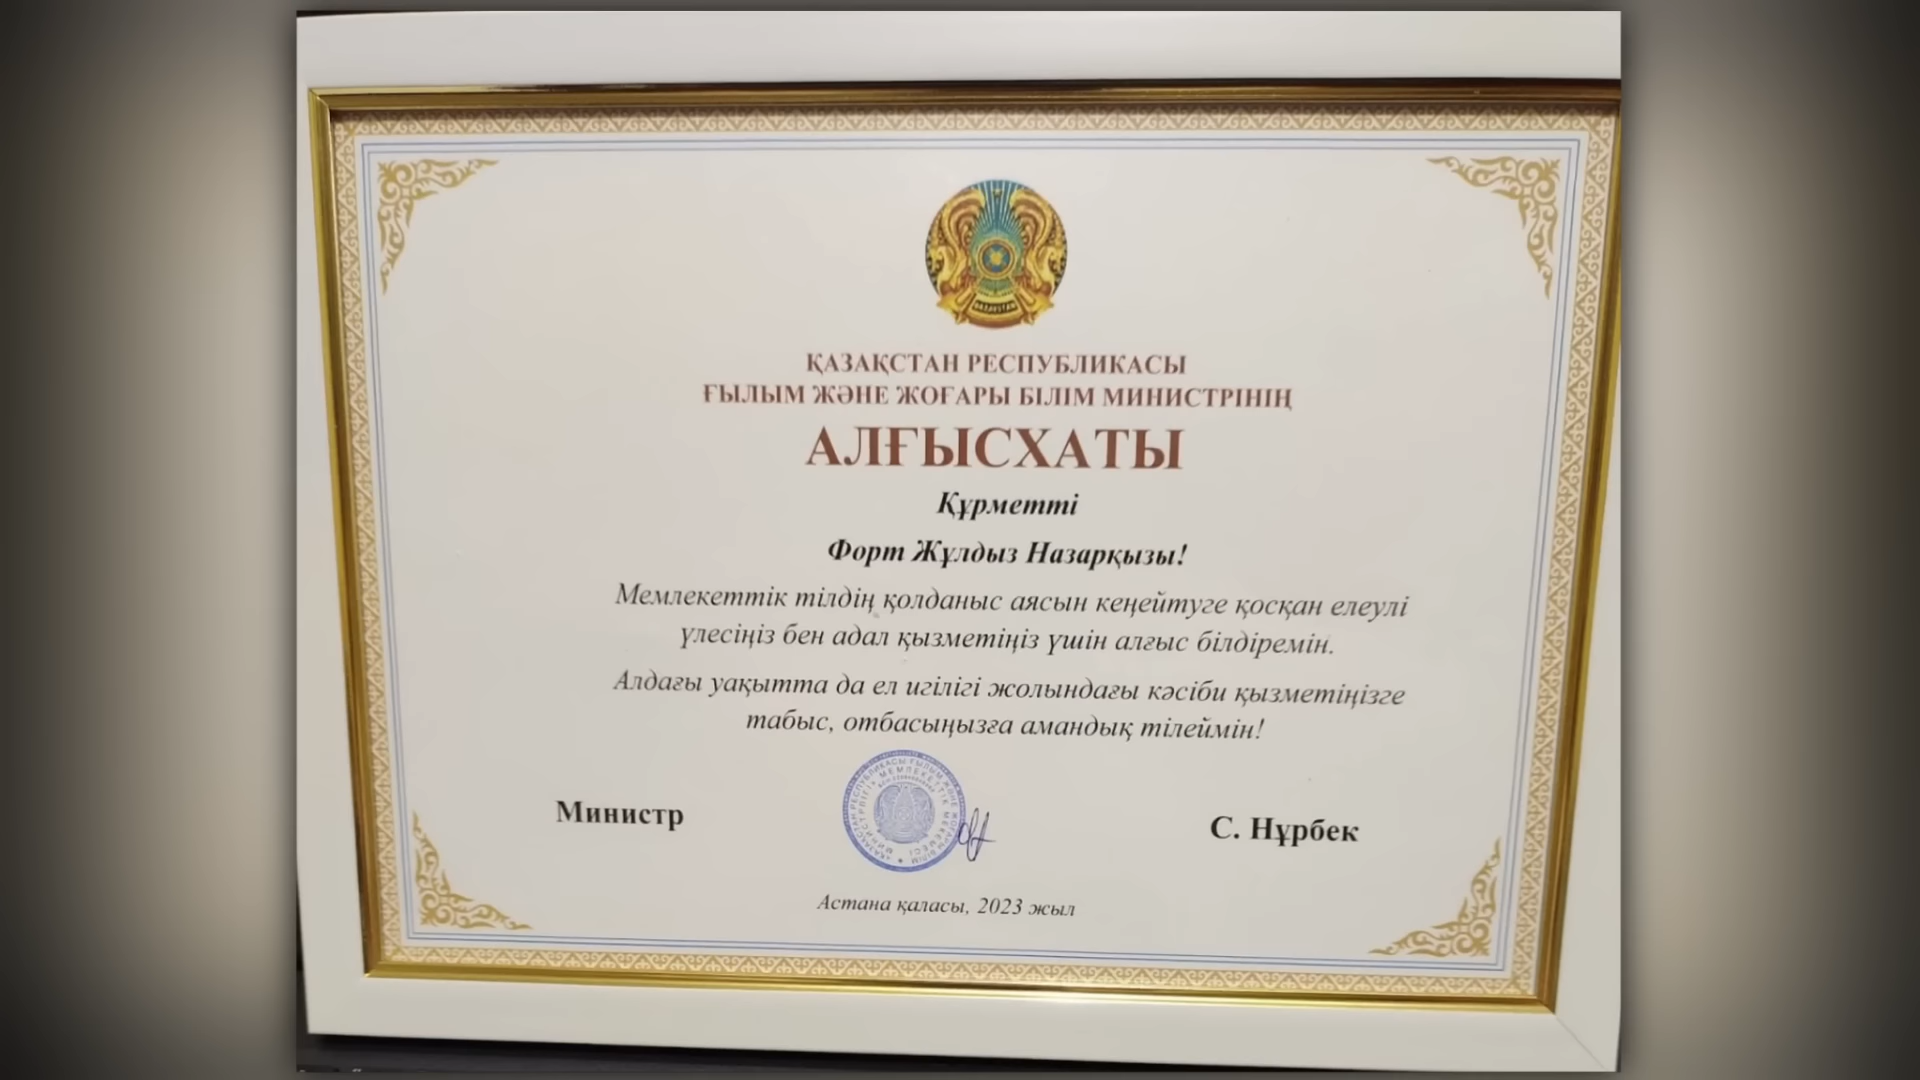 ҚАЗАҚСТАН РЕСПУБЛИКАСЫ
ҒЫЛЫМ ЖӘНЕ ЖОҒАРЫ БІЛІМ МИНИСТРІНІҢ
АЛҒЫСХАТЫ
Құрметті
Форт Жұлдыз Назарқызы!
Мемлекеттік тілдің қолданыс аясын кеңейтуге қосқан елеулі
үлесіңіз бен адал қызметіңіз үшін алғыс білдіремін.
Алдағы уақытта да ел игілігі жолындағы кәсіби қызметіңізге
табыс, отбасыңызға амандық тілеймін!
Министр
С. Нұрбек
Астана қаласы, 2023 жыл